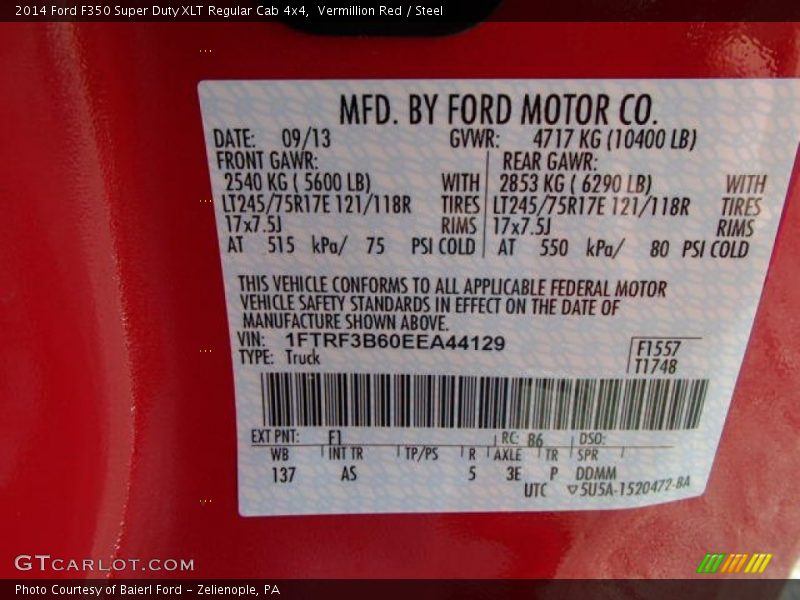 2014 Ford F350 Super Duty XLT Regular Cab 4x4, Vermillion Red / Steel
MFD. BY FORD MOTOR CO.
DATE: 09/13 GVWR: 4717 KG (10400 LB)
FRONT GAWR: REAR GAWR:
2540 KG ( 5600 LB) WITH 2853 KG ( 6290 LB) WITH
LT245/75R17E 121/118R TIRES LT245/75R17E 121/118R TIRES
17x7.5J RIMS 17x7.5J RIMS
AT 515 kPa/ 75 PSI COLD AT 550 kPa/ 80 PSI COLD
THIS VEHICLE CONFORMS TO ALL APPLICABLE FEDERAL MOTOR
VEHICLE SAFETY STANDARDS IN EFFECT ON THE DATE OF
MANUFACTURE SHOWN ABOVE.
VIN: 1FTRF3B60EEA44129 F1557
TYPE: Truck T1748
EXT PNT: F1 RC: B6 DSO:
WB INT TR TP/PS R AXLE TR SPR
137 AS 5 3E P DDMM
UTC ▽5U5A-1520472-BA
GTCARLOT.COM
Photo Courtesy of Baierl Ford - Zelienople, PA